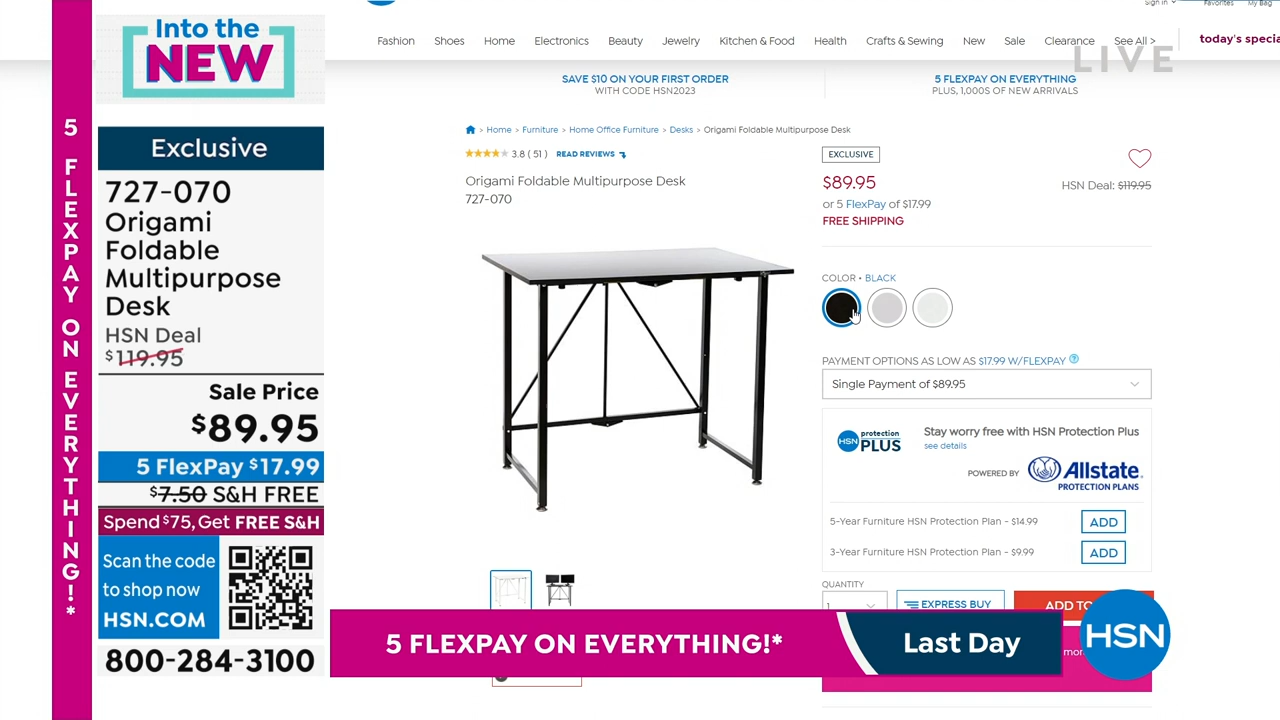 Into the
NEW
5 FLEXPAY ON EVERYTHING!*
Exclusive
727-070
Origami
Foldable
Multipurpose
Desk
HSN Deal
$119.95
Sale Price
$89.95
5 FlexPay $17.99
$7.50 S&H FREE
Spend $75, Get FREE S&H
Scan the code
to shop now
HSN.COM
800-284-3100
Sign in Favorites My Bag
Fashion Shoes Home Electronics Beauty Jewelry Kitchen & Food Health Crafts & Sewing New Sale Clearance See All > today's
LIVE
SAVE $10 ON YOUR FIRST ORDER
WITH CODE HSN2023
5 FLEXPAY ON EVERYTHING
PLUS, 1,000S OF NEW ARRIVALS
> Home > Furniture > Home Office Furniture > Desks > Origami Foldable Multipurpose Desk
3.8 ( 51 ) READ REVIEWS
Origami Foldable Multipurpose Desk
727-070
EXCLUSIVE
$89.95
HSN Deal: $119.95
or 5 FlexPay of $17.99
FREE SHIPPING
COLOR • BLACK
PAYMENT OPTIONS AS LOW AS $17.99 W/FLEXPAY ?
Single Payment of $89.95
HSN protection PLUS
Stay worry free with HSN Protection Plus
see details
POWERED BY Allstate
PROTECTION PLANS
5-Year Furniture HSN Protection Plan - $14.99 ADD
3-Year Furniture HSN Protection Plan - $9.99 ADD
QUANTITY
1 EXPRESS BUY ADD TO
5 FLEXPAY ON EVERYTHING!* Last Day HSN